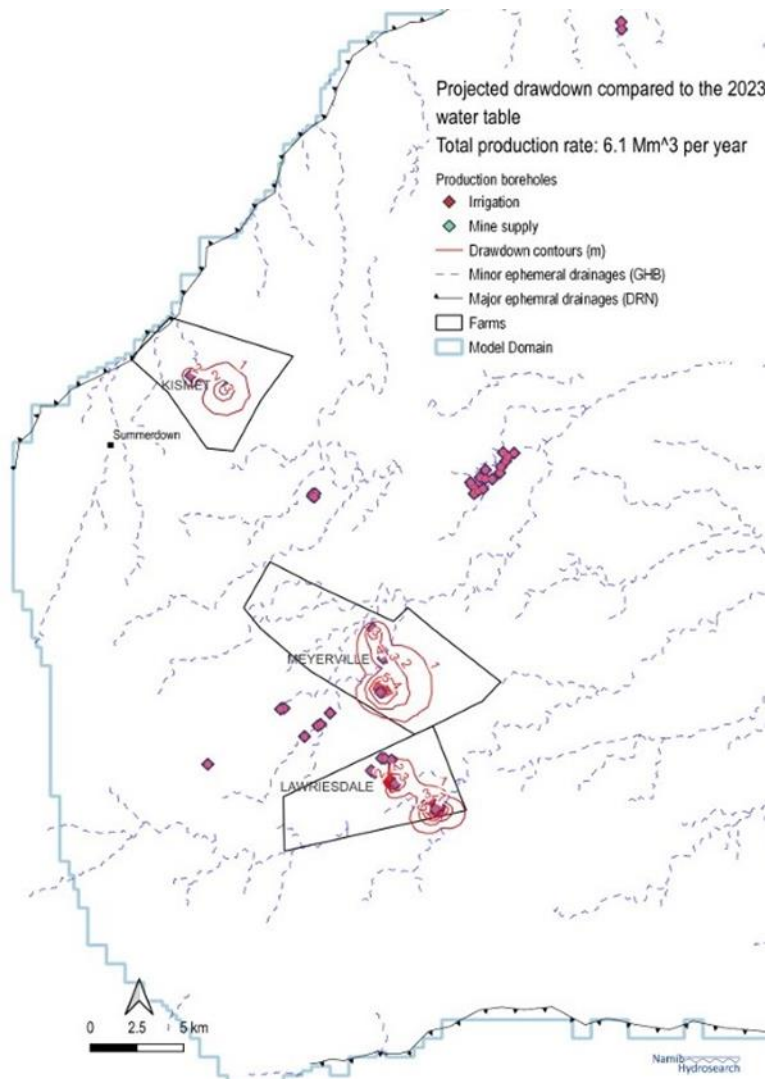 Projected drawdown compared to the 2023
water table
Total production rate: 6.1 Mm^3 per year
Production boreholes
Irrigation
Mine supply
Drawdown contours (m)
Minor ephemeral drainages (GHB)
Major ephemral drainages (DRN)
Farms
Model Domain
KISMET
Summerdown
MEYERVILLE
LAWRIESDALE
0 2.5 5 km
Namib
Hydrosearch